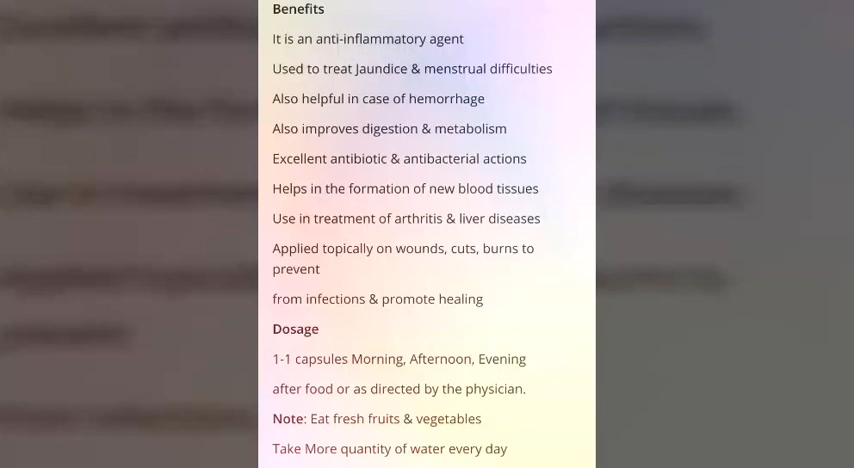 Benefits
It is an anti-inflammatory agent
Used to treat Jaundice & menstrual difficulties
Also helpful in case of hemorrhage
Also improves digestion & metabolism
Excellent antibiotic & antibacterial actions
Helps in the formation of new blood tissues
Use in treatment of arthritis & liver diseases
Applied topically on wounds, cuts, burns to
prevent
from infections & promote healing
Dosage
1-1 capsules Morning, Afternoon, Evening
after food or as directed by the physician.
Note: Eat fresh fruits & vegetables
Take More quantity of water every day